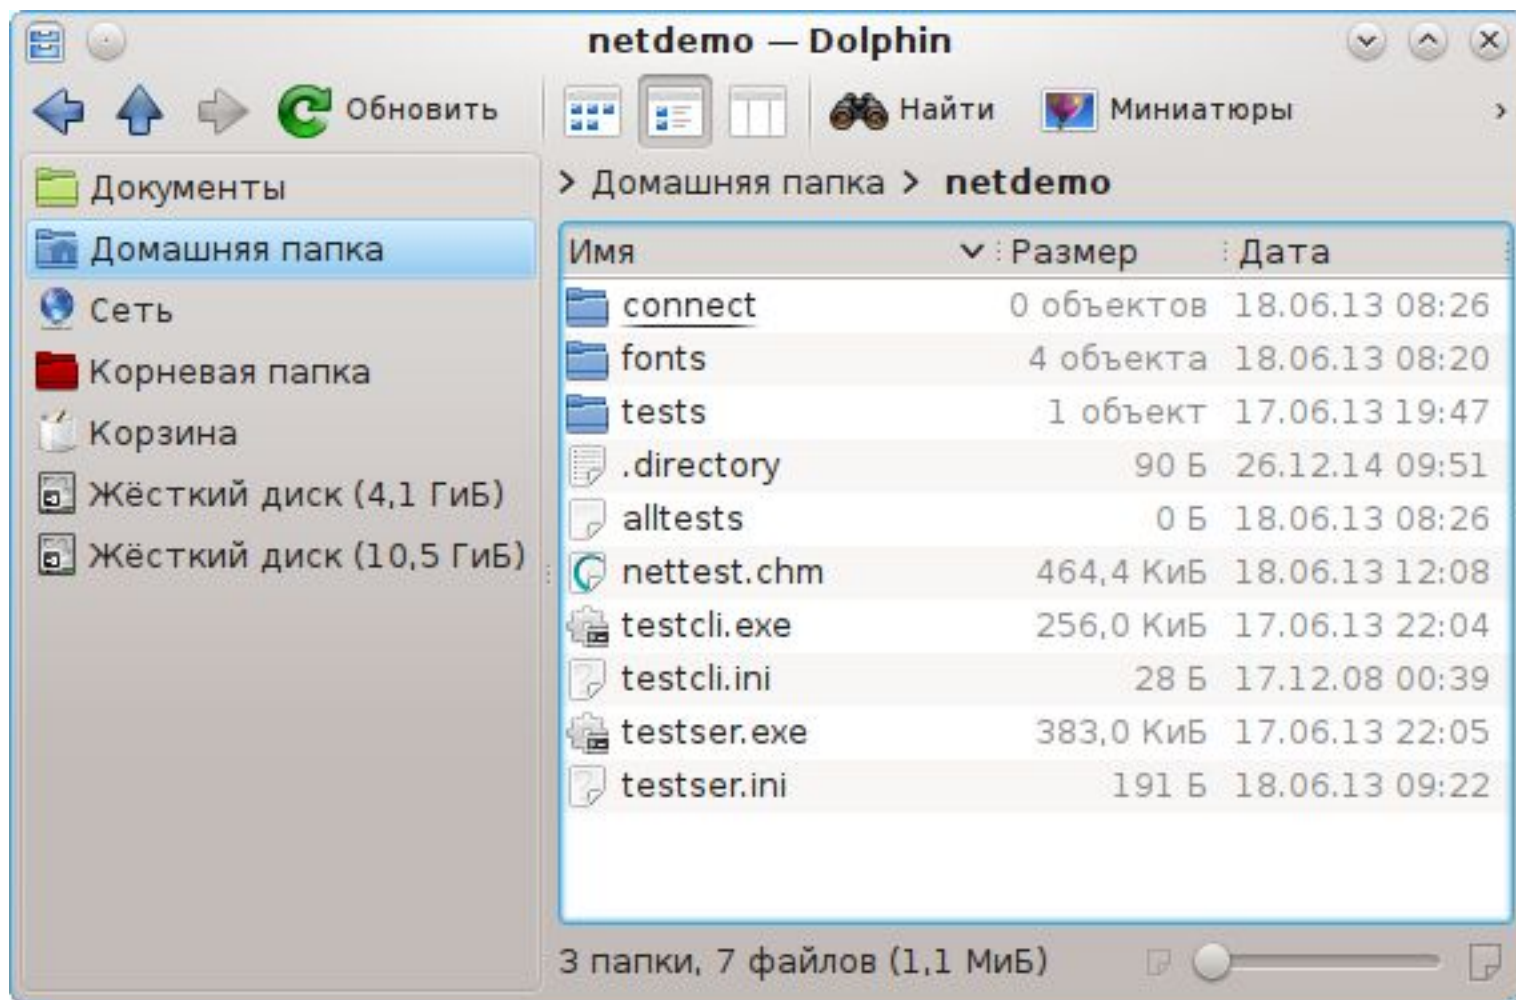 netdemo — Dolphin
Обновить Найти Миниатюры
Документы
Домашняя папка
Сеть
Корневая папка
Корзина
Жёсткий диск (4,1 ГиБ)
Жёсткий диск (10,5 ГиБ)
> Домашняя папка > netdemo
Имя Размер Дата
connect 0 объектов 18.06.13 08:26
fonts 4 объекта 18.06.13 08:20
tests 1 объект 17.06.13 19:47
.directory 90 Б 26.12.14 09:51
alltests 0 Б 18.06.13 08:26
nettest.chm 464,4 КиБ 18.06.13 12:08
testcli.exe 256,0 КиБ 17.06.13 22:04
testcli.ini 28 Б 17.12.08 00:39
testser.exe 383,0 КиБ 17.06.13 22:05
testser.ini 191 Б 18.06.13 09:22
3 папки, 7 файлов (1,1 МиБ)